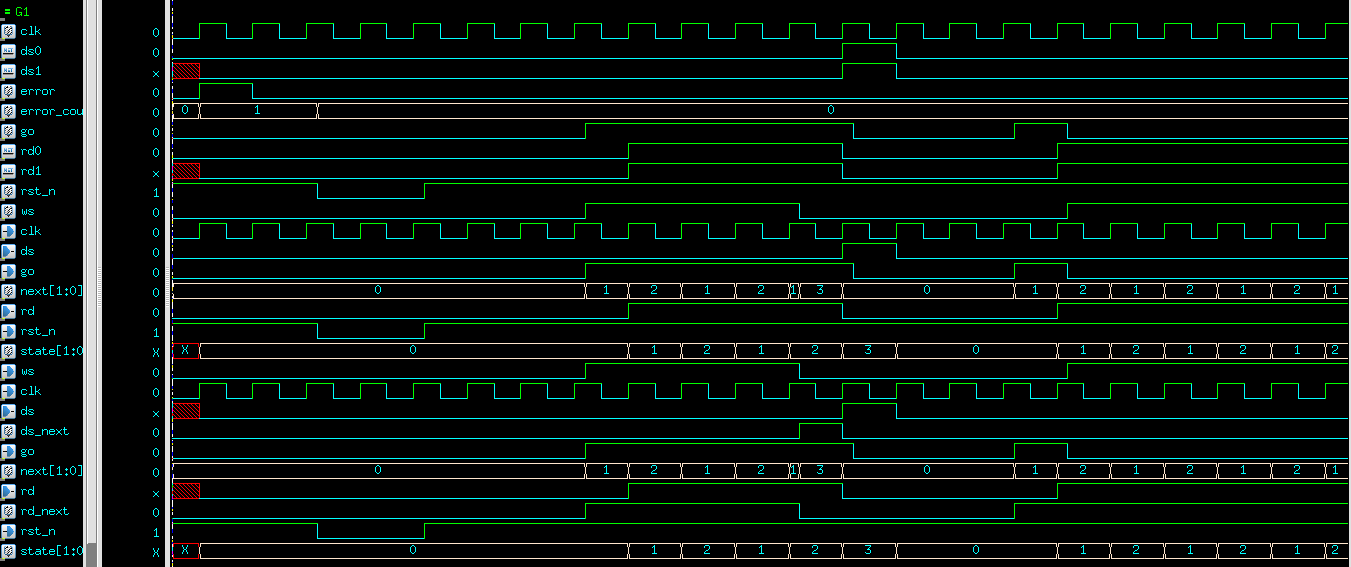 = G1
clk 0
ds0 0
ds1 x
error 0
error_cou 0 0 1 0
go 0
rd0 0
rd1 x
rst_n 1
ws 0
clk 0
ds 0
go 0
next[1:0] 0 0 1 2 1 2 1 3 0 1 2 1 2 1 2 1
rd 0
rst_n 1
state[1:0 X X 0 1 2 1 2 3 0 1 2 1 2 1 2
ws 0
clk 0
ds x
ds_next 0
go 0
next[1:0] 0 0 1 2 1 2 1 3 0 1 2 1 2 1 2 1
rd x
rd_next 0
rst_n 1
state[1:0 X X 0 1 2 1 2 3 0 1 2 1 2 1 2